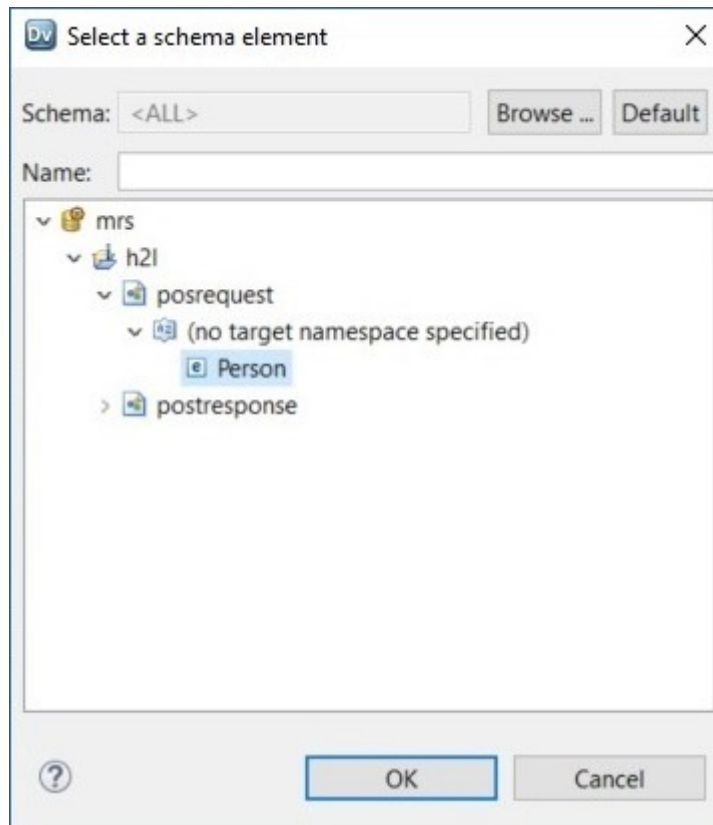 Dv Select a schema element
Schema: <ALL> Browse ... Default
Name:
mrs
h2l
posrequest
(no target namespace specified)
e Person
postresponse
? OK Cancel